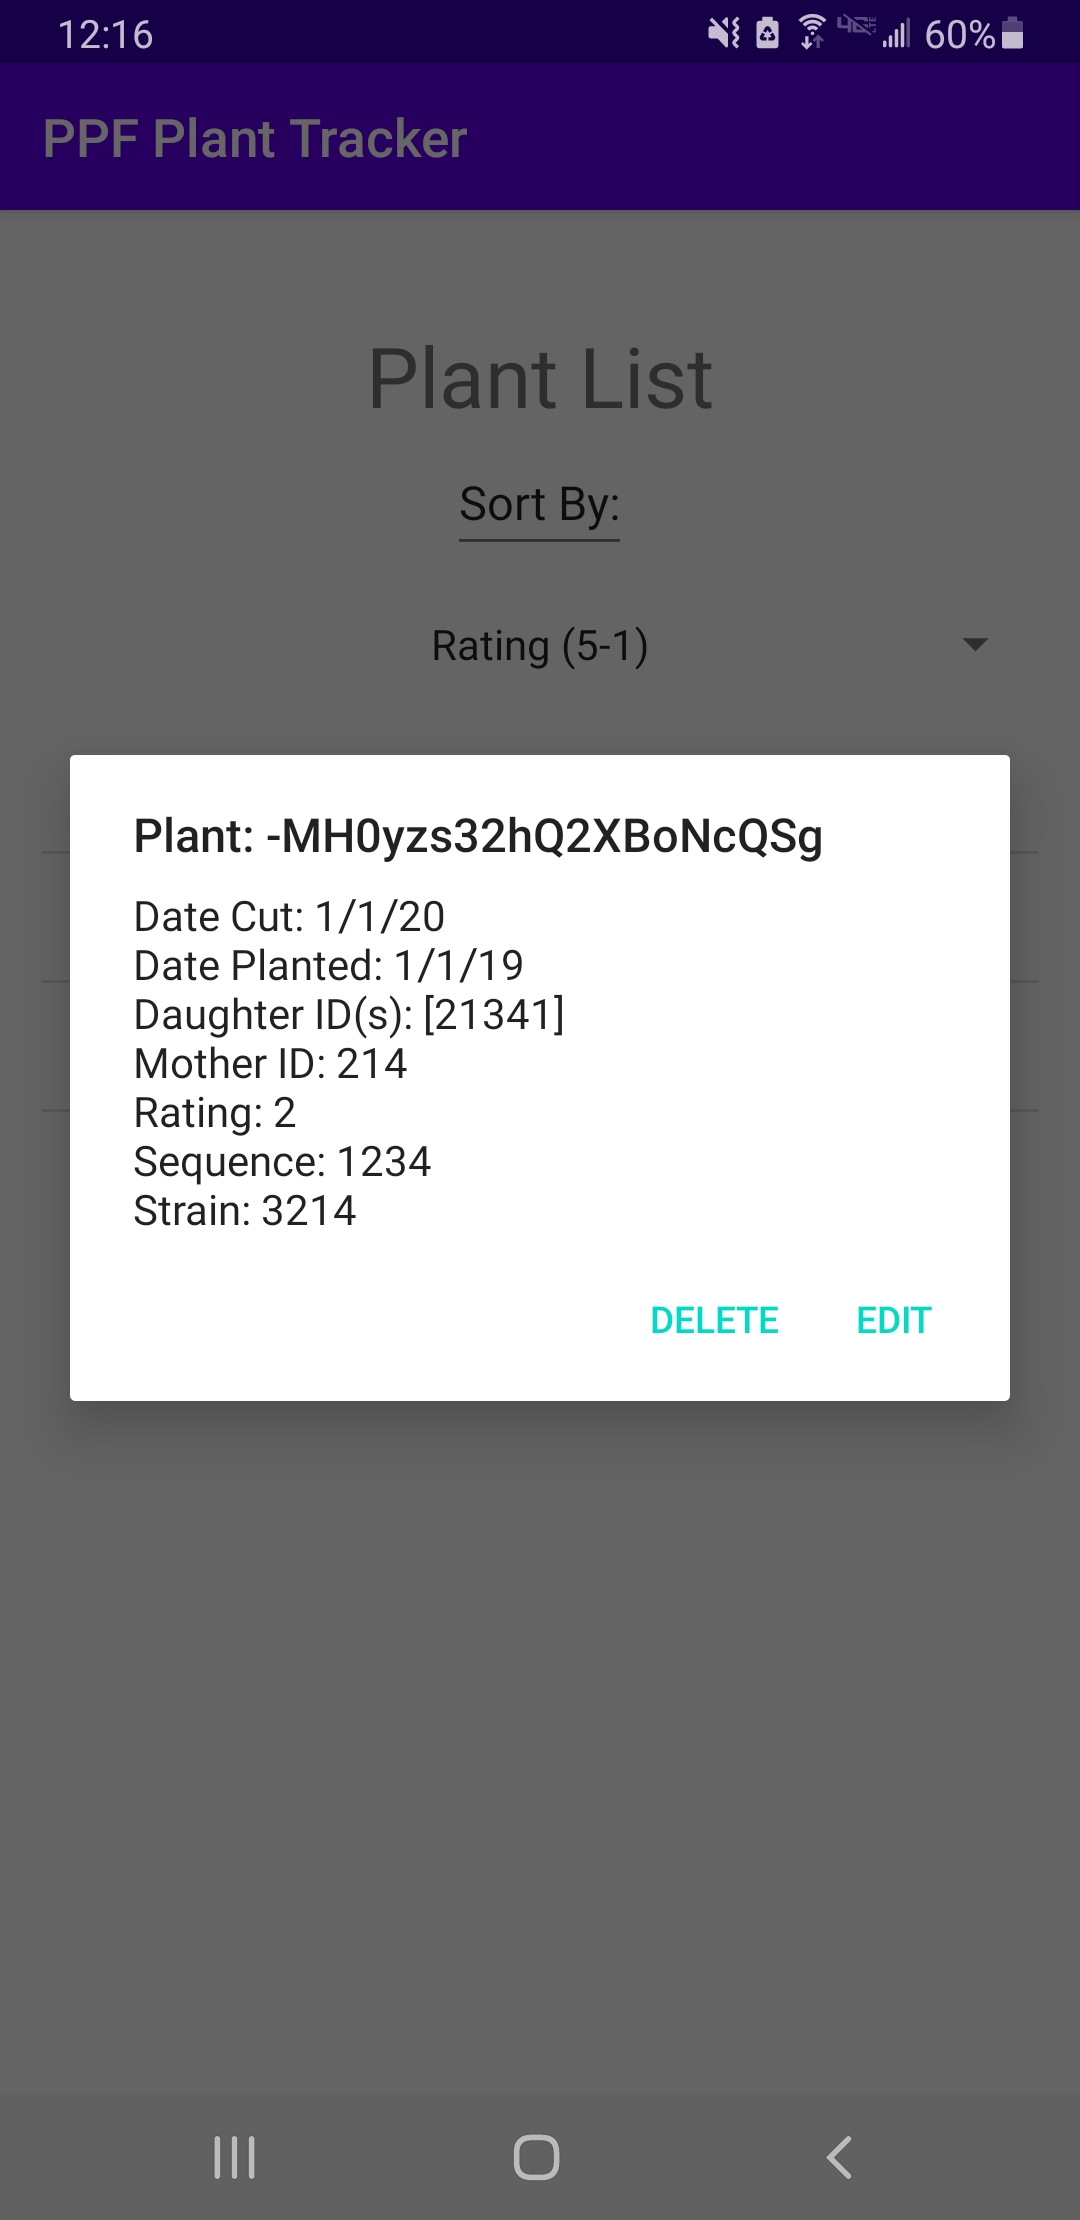 12:16
60%
PPF Plant Tracker
Plant List
Sort By:
Rating (5-1)
Plant: -MH0yzs32hQ2XBoNcQSg
Date Cut: 1/1/20
Date Planted: 1/1/19
Daughter ID(s): [21341]
Mother ID: 214
Rating: 2
Sequence: 1234
Strain: 3214
DELETE EDIT